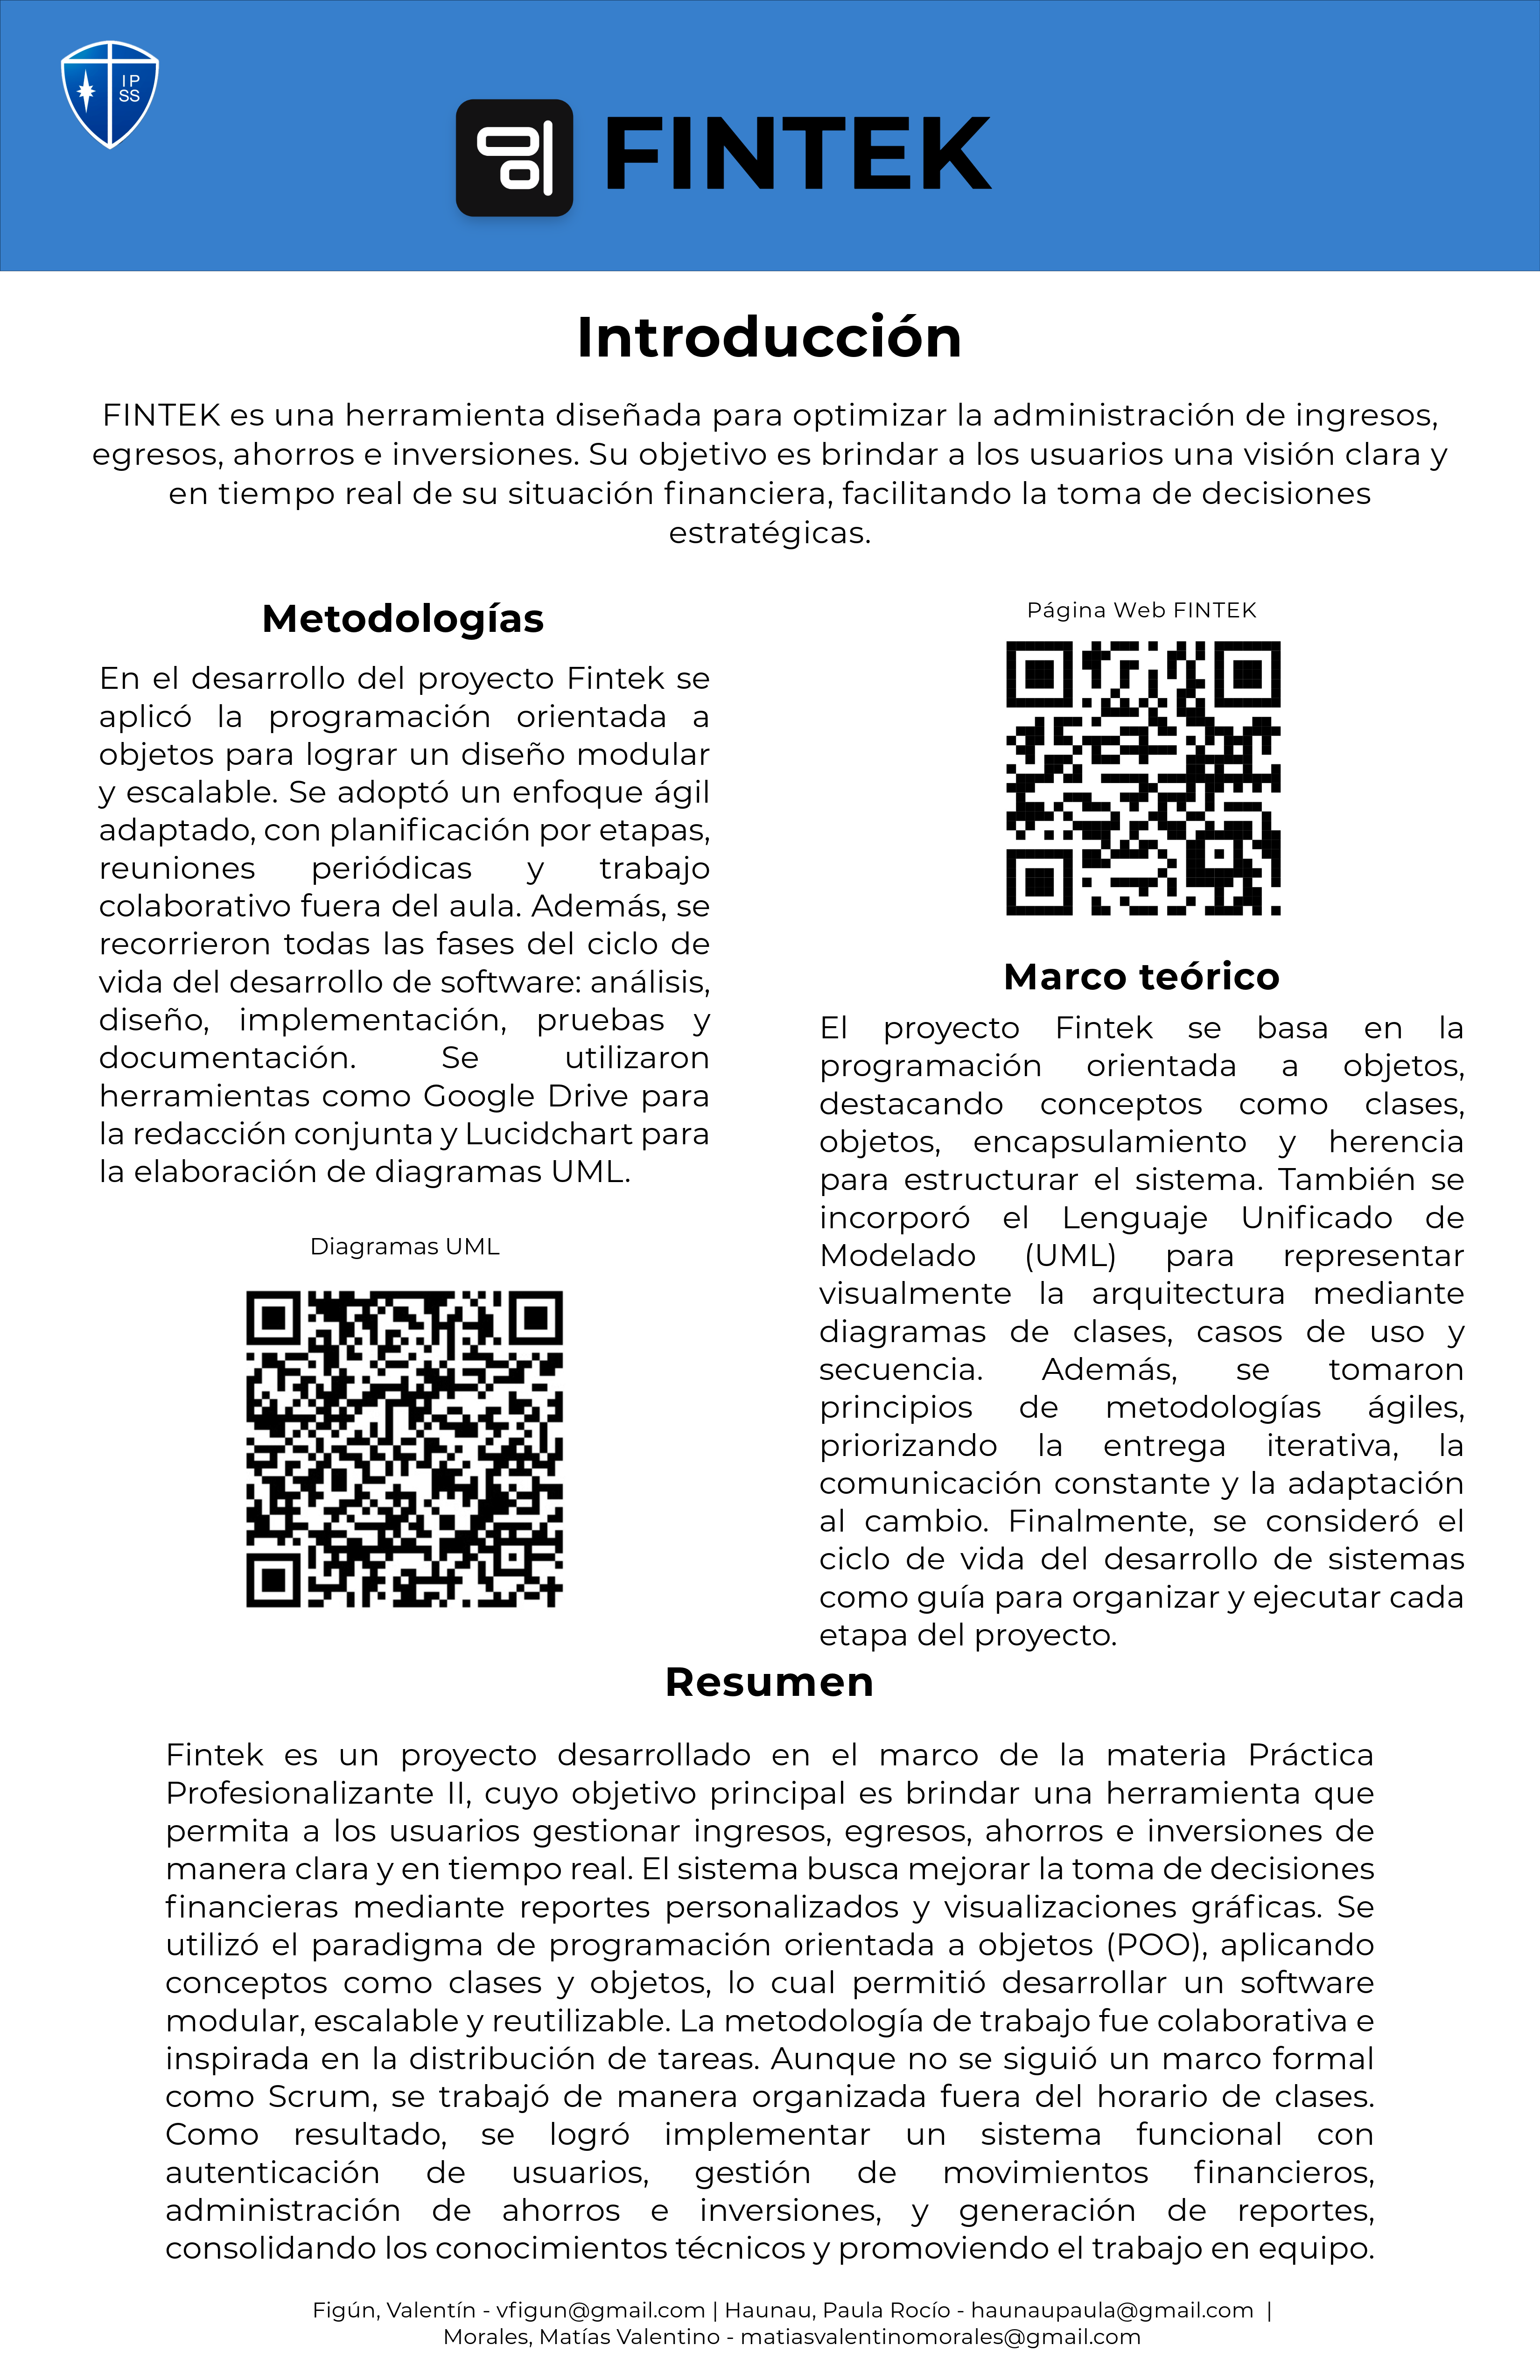 IP
SS
FINTEK
Introducción
FINTEK es una herramienta diseñada para optimizar la administración de ingresos,
egresos, ahorros e inversiones. Su objetivo es brindar a los usuarios una visión clara y
en tiempo real de su situación financiera, facilitando la toma de decisiones
estratégicas.
Metodologías
En el desarrollo del proyecto Fintek se
aplicó la programación orientada a
objetos para lograr un diseño modular
y escalable. Se adoptó un enfoque ágil
adaptado, con planificación por etapas,
reuniones periódicas y trabajo
colaborativo fuera del aula. Además, se
recorrieron todas las fases del ciclo de
vida del desarrollo de software: análisis,
diseño, implementación, pruebas y
documentación. Se utilizaron
herramientas como Google Drive para
la redacción conjunta y Lucidchart para
la elaboración de diagramas UML.
Diagramas UML
Página Web FINTEK
Marco teórico
El proyecto Fintek se basa en la
programación orientada a objetos,
destacando conceptos como clases,
objetos, encapsulamiento y herencia
para estructurar el sistema. También se
incorporó el Lenguaje Unificado de
Modelado (UML) para representar
visualmente la arquitectura mediante
diagramas de clases, casos de uso y
secuencia. Además, se tomaron
principios de metodologías ágiles,
priorizando la entrega iterativa, la
comunicación constante y la adaptación
al cambio. Finalmente, se consideró el
ciclo de vida del desarrollo de sistemas
como guía para organizar y ejecutar cada
etapa del proyecto.
Resumen
Fintek es un proyecto desarrollado en el marco de la materia Práctica
Profesionalizante II, cuyo objetivo principal es brindar una herramienta que
permita a los usuarios gestionar ingresos, egresos, ahorros e inversiones de
manera clara y en tiempo real. El sistema busca mejorar la toma de decisiones
financieras mediante reportes personalizados y visualizaciones gráficas. Se
utilizó el paradigma de programación orientada a objetos (POO), aplicando
conceptos como clases y objetos, lo cual permitió desarrollar un software
modular, escalable y reutilizable. La metodología de trabajo fue colaborativa e
inspirada en la distribución de tareas. Aunque no se siguió un marco formal
como Scrum, se trabajó de manera organizada fuera del horario de clases.
Como resultado, se logró implementar un sistema funcional con
autenticación de usuarios, gestión de movimientos financieros,
administración de ahorros e inversiones, y generación de reportes,
consolidando los conocimientos técnicos y promoviendo el trabajo en equipo.
Figún, Valentín - vfigun@gmail.com | Haunau, Paula Rocío - haunaupaula@gmail.com |
Morales, Matías Valentino - matiasvalentinomorales@gmail.com